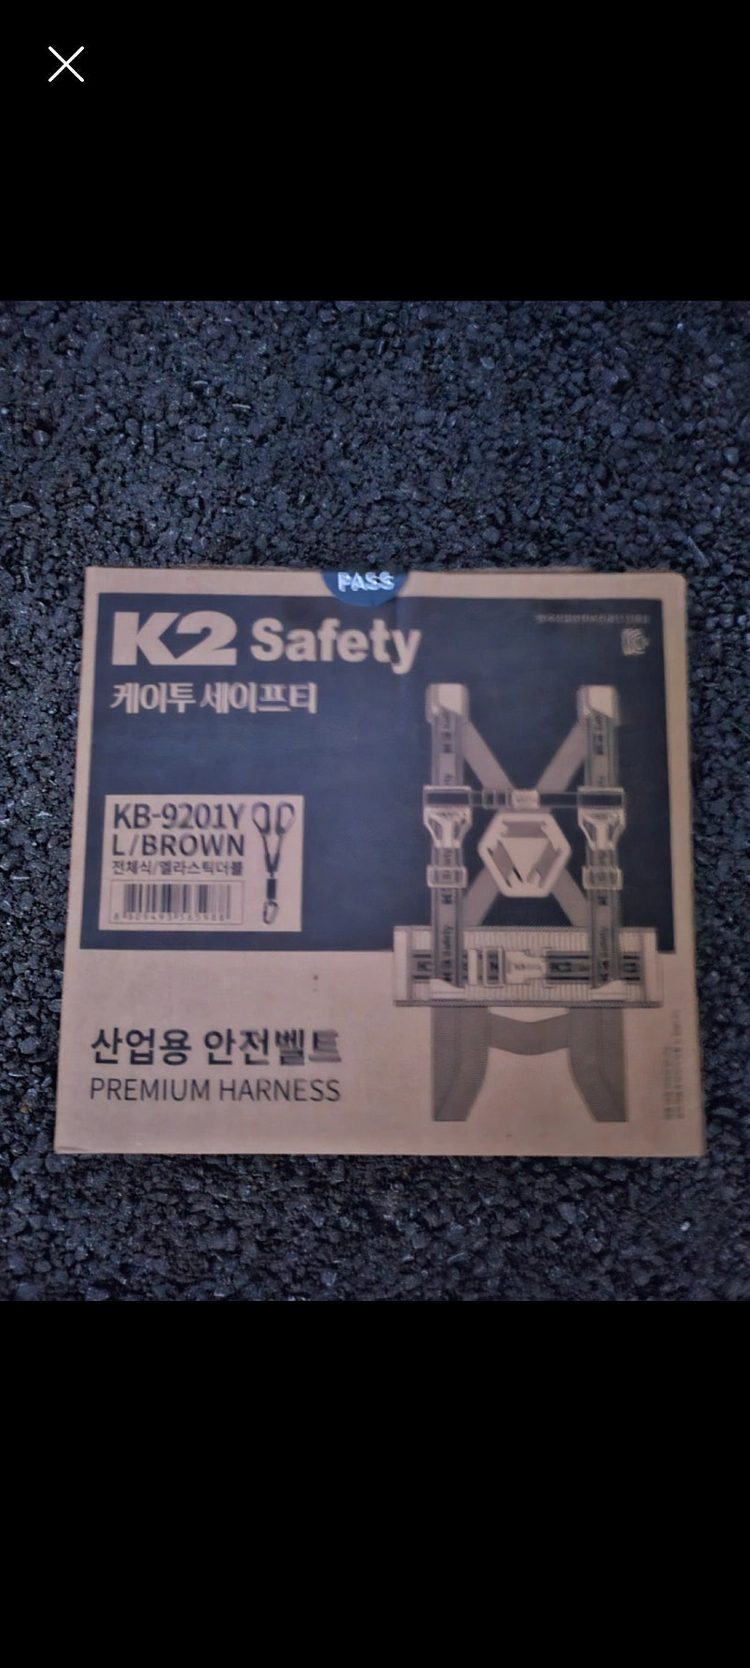 PASS
K2 Safety
케이투 세이프티
KB-9201Y
L/BROWN
전체식/엘라스틱더블
산업용 안전벨트
PREMIUM HARNESS